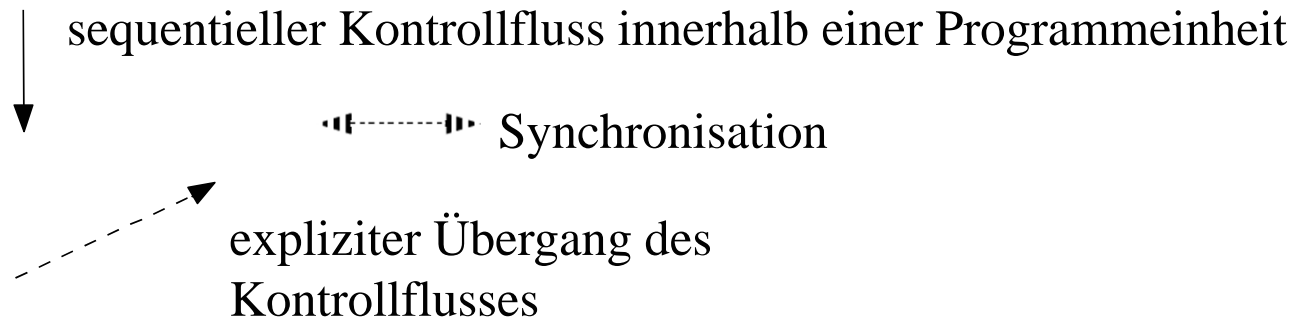 sequentieller Kontrollfluss innerhalb einer Programmeinheit
Synchronisation
expliziter Übergang des
Kontrollflusses